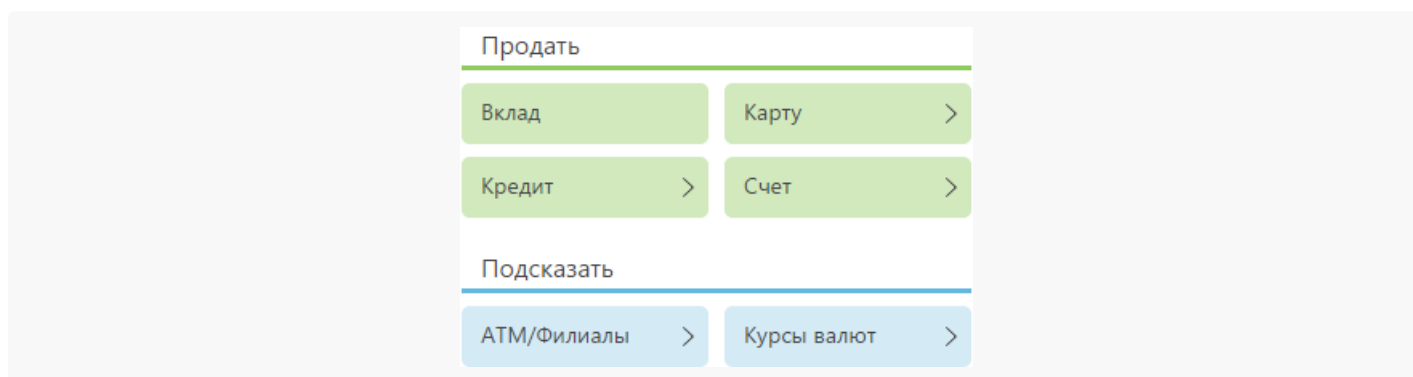 Продать
Вклад
Карту
Кредит
Счет
Подсказать
АТМ/Филиалы
Курсы валют